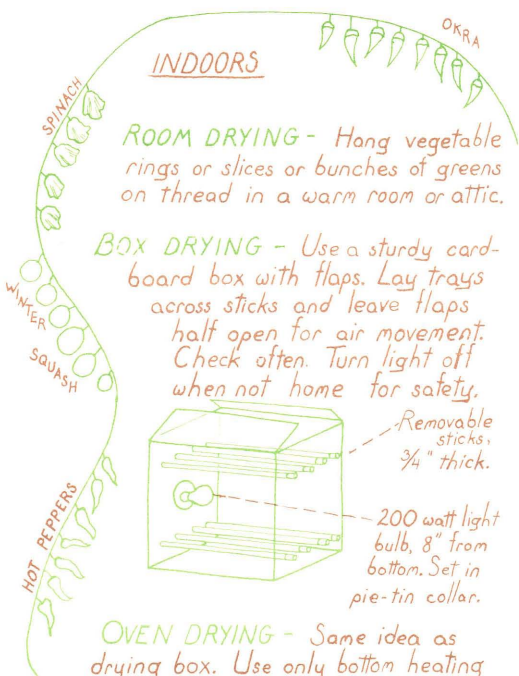 OKRA
INDOORS
SPINACH
ROOM DRYING - Hang vegetable
rings or slices or bunches of greens
on thread in a warm room or attic.
BOX DRYING - Use a sturdy card-
board box with flaps. Lay trays
across sticks and leave flaps
half open for air movement.
Check often. Turn light off
when not home for safety.
WINTER
SQUASH
Removable
sticks,
3/4" thick.
HOT PEPPERS
200 watt light
bulb, 8" from
bottom. Set in
pie-tin collar.
OVEN DRYING - Same idea as
drying box. Use only bottom heating